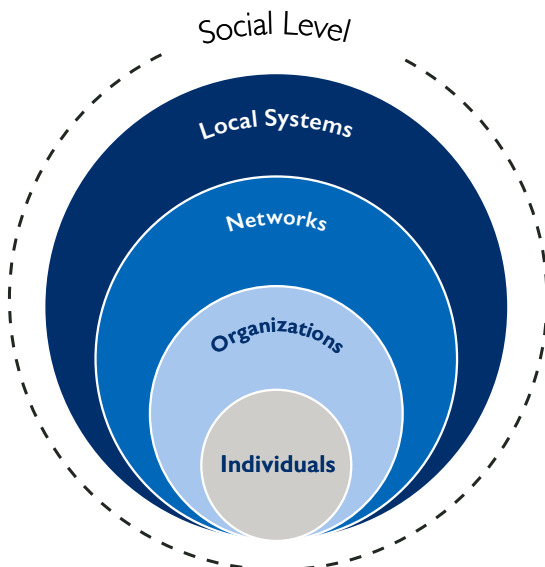 Social Level
Local Systems
Networks
Organizations
Individuals